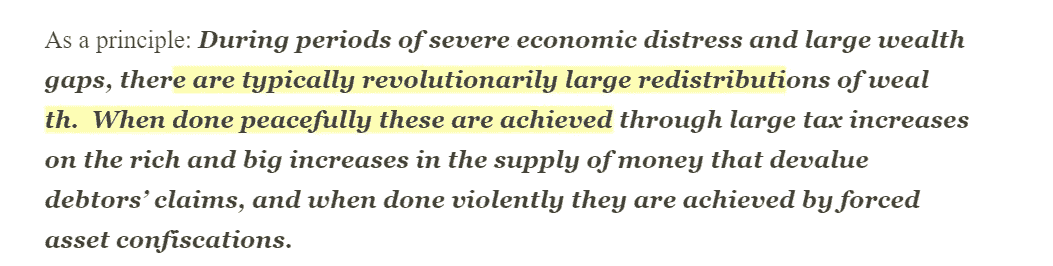 As a principle: During periods of severe economic distress and large wealth
gaps, there are typically revolutionarily large redistributions of weal
th.  When done peacefully these are achieved through large tax increases
on the rich and big increases in the supply of money that devalue
debtors’ claims, and when done violently they are achieved by forced
asset confiscations.